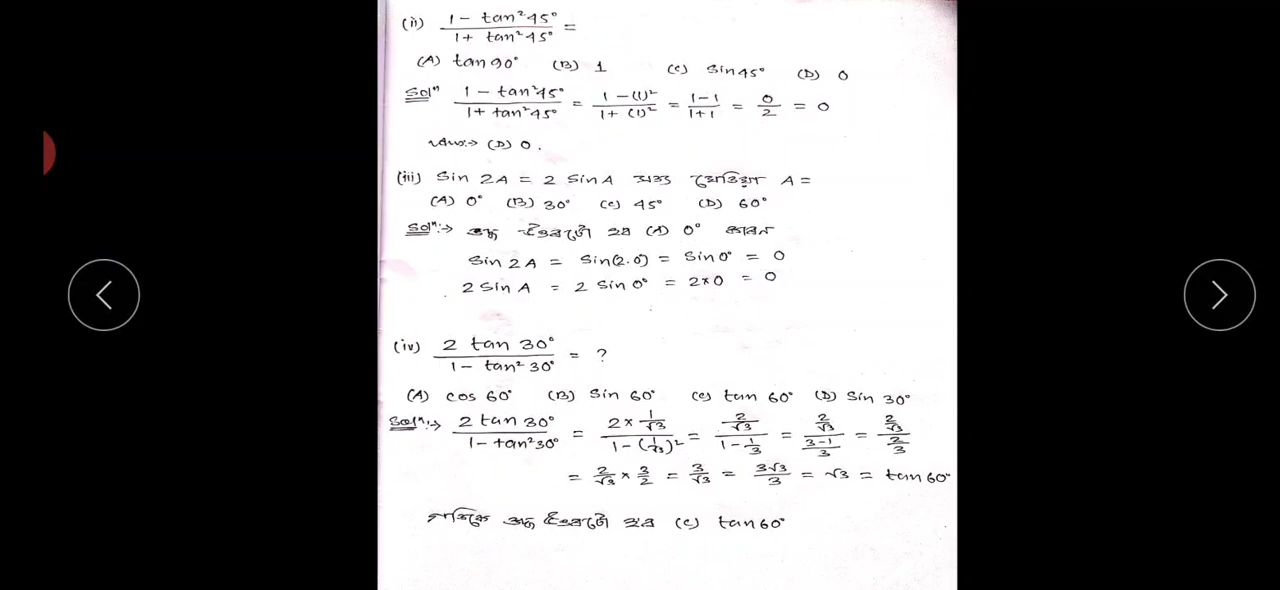 (ii) (1 - tan²45°)/(1 + tan²45°) =
(A) tan 90° (B) 1 (C) Sin 45° (D) 0
Solⁿ (1 - tan²45°)/(1 + tan²45°) = (1 - (1)²)/(1 + (1)²) = (1-1)/(1+1) = 0/2 = 0
Ans:→ (D) 0.
(iii) Sin 2A = 2 Sin A সত্য যেতিয়া A =
(A) 0° (B) 30° (C) 45° (D) 60°
Solⁿ:→ শুদ্ধ উত্তৰটো হব (A) 0° কাৰণ
Sin 2A = Sin(2.0°) = Sin 0° = 0
2 Sin A = 2 Sin 0° = 2×0 = 0
(iv) (2 tan 30°)/(1 - tan² 30°) = ?
(A) cos 60° (B) Sin 60° (C) tan 60° (D) Sin 30°
Solⁿ:→ (2 tan 30°)/(1 - tan²30°) = (2 × 1/√3)/(1 - (1/√3)²) = (2/√3)/(1 - 1/3) = (2/√3)/((3-1)/3) = (2/√3)/(2/3)
= 2/√3 × 3/2 = 3/√3 = 3√3/3 = √3 = tan 60°
শুদ্ধ উত্তৰটো হব (C) tan 60°